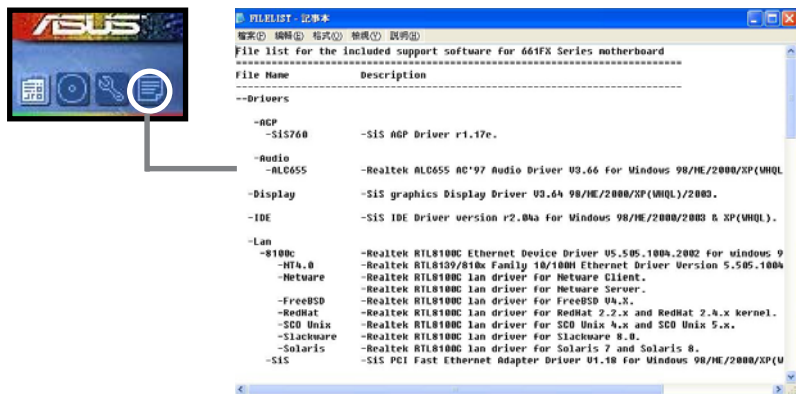 ASUS
FILELIST - 記事本
檔案(F) 編輯(E) 格式(O) 檢視(V) 說明(H)
File list for the included support software for 661FX Series motherboard
======================================================================
File Name Description
----------------------------------------------------------------------
--Drivers
-AGP
-SiS760 -SiS AGP Driver r1.17e.
-Audio
-ALC655 -Realtek ALC655 AC'97 Audio Driver V3.66 for Windows 98/ME/2000/XP(WHQL
-Display -SiS graphics Display Driver V3.64 98/ME/2000/XP(WHQL)/2003.
-IDE -SiS IDE Driver version r2.04a for Windows 98/ME/2000/2003 & XP(WHQL).
-Lan
-8100c -Realtek RTL8100C Ethernet Device Driver V5.505.1004.2002 for windows 9
-NT4.0 -Realtek RTL8139/810x Family 10/100M Ethernet Driver Version 5.505.1004
-Netware -Realtek RTL8100C lan driver for Netware Client.
-Realtek RTL8100C lan driver for Netware Server.
-FreeBSD -Realtek RTL8100C lan driver for FreeBSD V4.X.
-RedHat -Realtek RTL8100C lan driver for RedHat 2.2.x and RedHat 2.4.x kernel.
-SCO Unix -Realtek RTL8100C lan driver for SCO Unix 4.x and SCO Unix 5.x.
-Slackware -Realtek RTL8100C lan driver for Slackware 8.0.
-Solaris -Realtek RTL8100C lan driver for Solaris 7 and Solaris 8.
-SiS -SiS PCI Fast Ethernet Adapter Driver V1.18 for Windows 98/ME/2000/XP(W